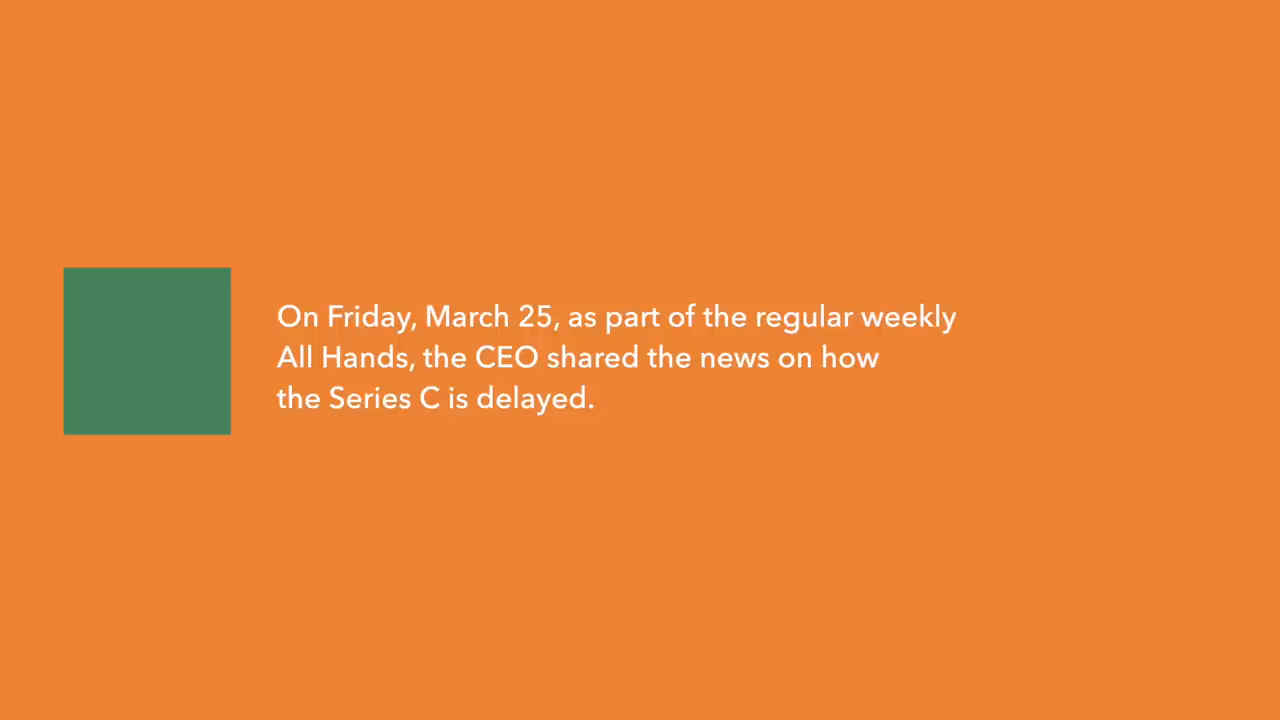 On Friday, March 25, as part of the regular weekly
All Hands, the CEO shared the news on how
the Series C is delayed.